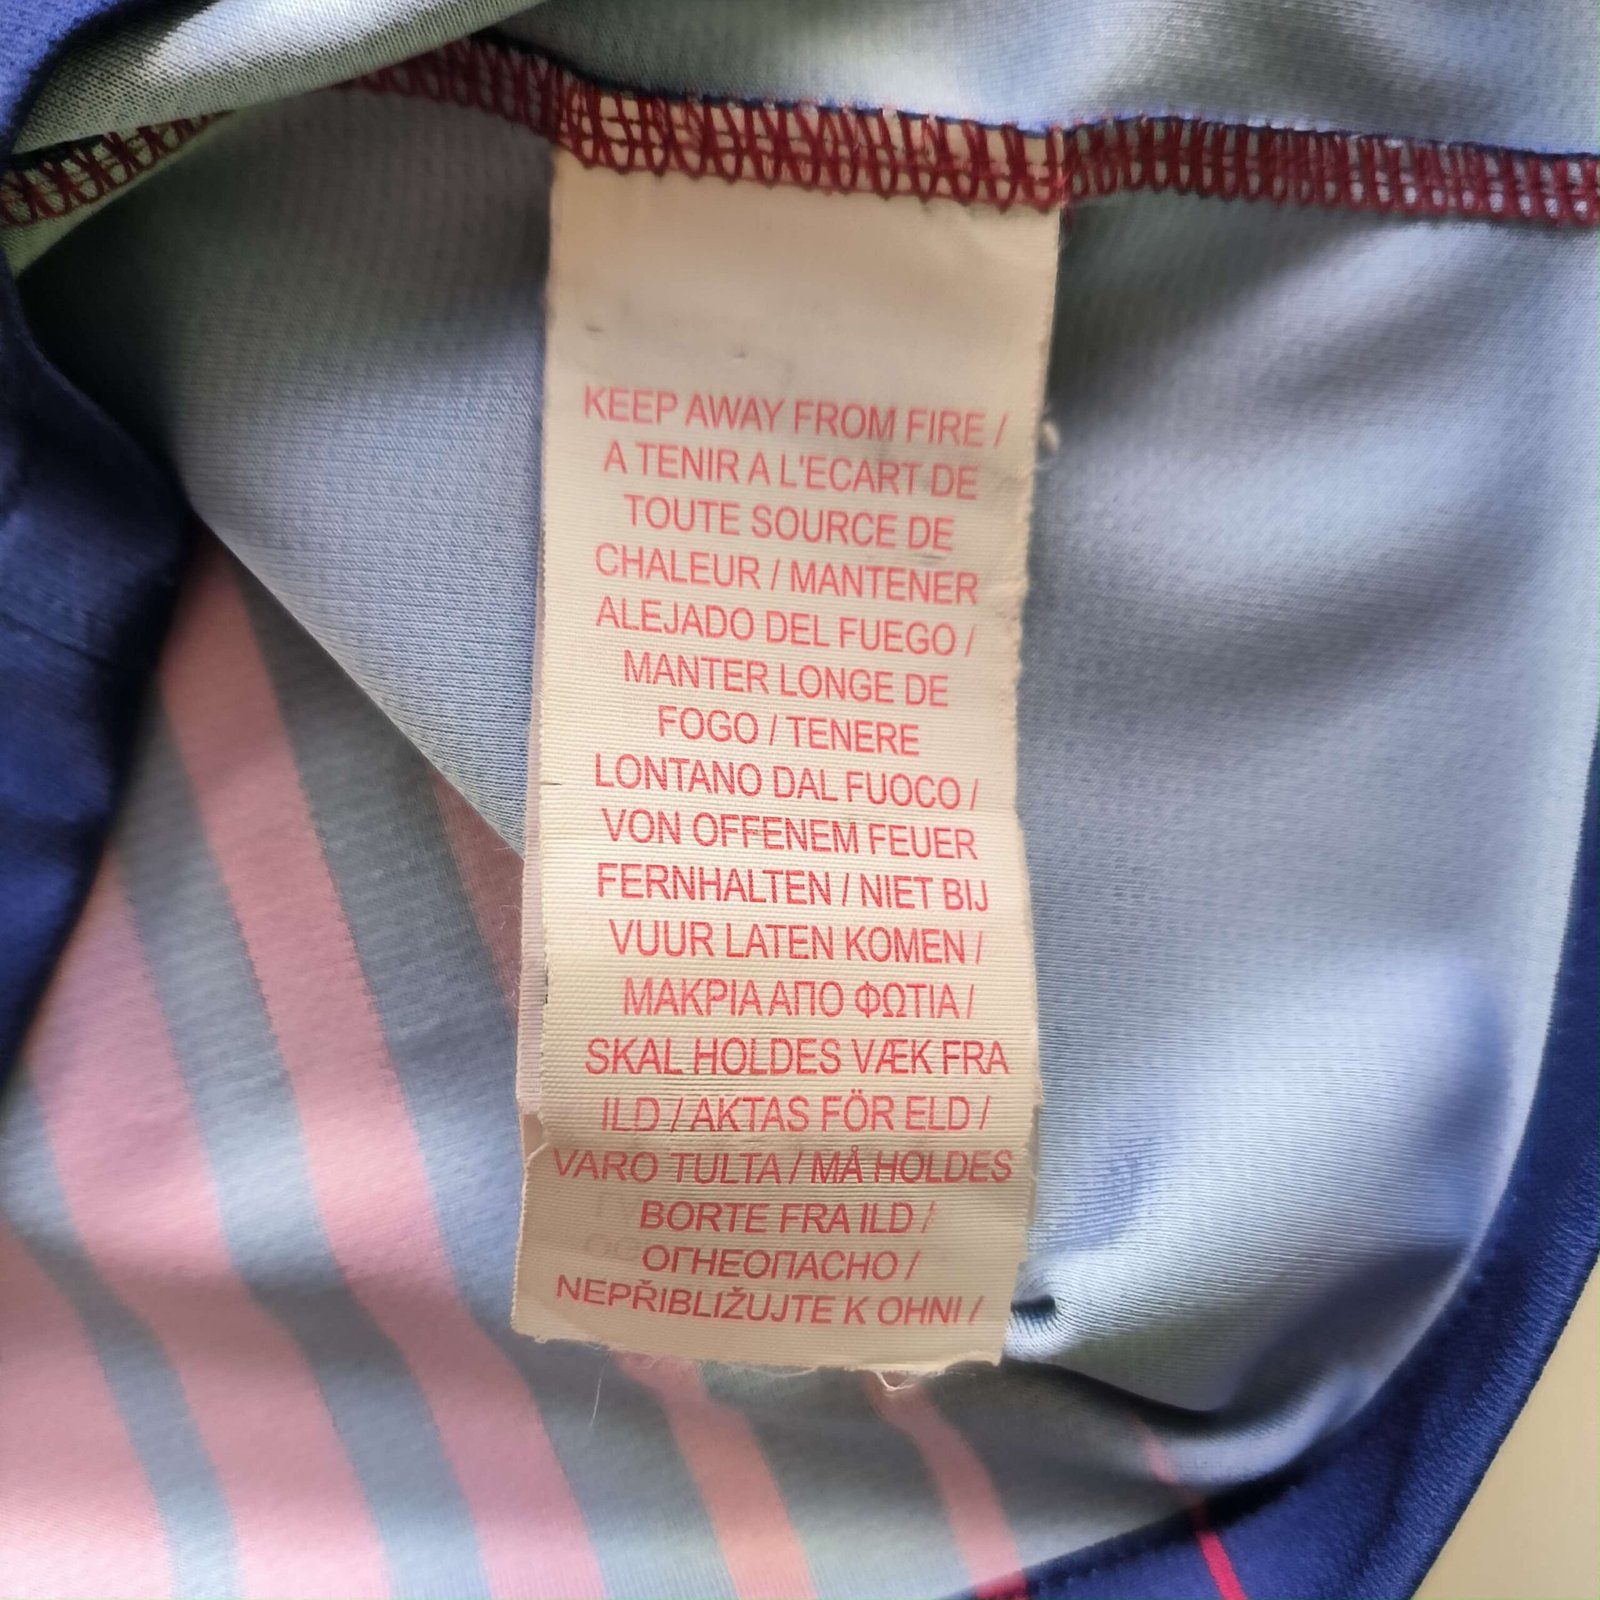 KEEP AWAY FROM FIRE /
A TENIR A L'ECART DE
TOUTE SOURCE DE
CHALEUR / MANTENER
ALEJADO DEL FUEGO /
MANTER LONGE DE
FOGO / TENERE
LONTANO DAL FUOCO /
VON OFFENEM FEUER
FERNHALTEN / NIET BIJ
VUUR LATEN KOMEN /
ΜΑΚΡΙΑ ΑΠΟ ΦΩΤΙΑ /
SKAL HOLDES VÆK FRA
ILD / AKTAS FÖR ELD /
VARO TULTA / MÅ HOLDES
BORTE FRA ILD /
ОГНЕОПАСНО /
NEPŘIBLIŽUJTE K OHNI /